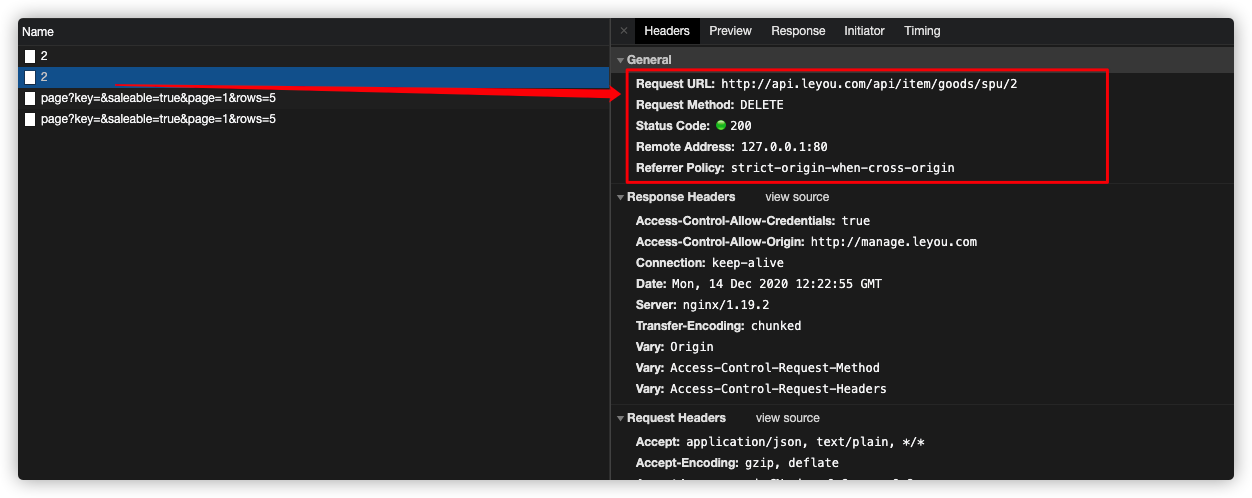 Name
2
2
page?key=&saleable=true&page=1&rows=5
page?key=&saleable=true&page=1&rows=5
× Headers Preview Response Initiator Timing
General
Request URL: http://api.leyou.com/api/item/goods/spu/2
Request Method: DELETE
Status Code: 200
Remote Address: 127.0.0.1:80
Referrer Policy: strict-origin-when-cross-origin
Response Headers view source
Access-Control-Allow-Credentials: true
Access-Control-Allow-Origin: http://manage.leyou.com
Connection: keep-alive
Date: Mon, 14 Dec 2020 12:22:55 GMT
Server: nginx/1.19.2
Transfer-Encoding: chunked
Vary: Origin
Vary: Access-Control-Request-Method
Vary: Access-Control-Request-Headers
Request Headers view source
Accept: application/json, text/plain, */*
Accept-Encoding: gzip, deflate